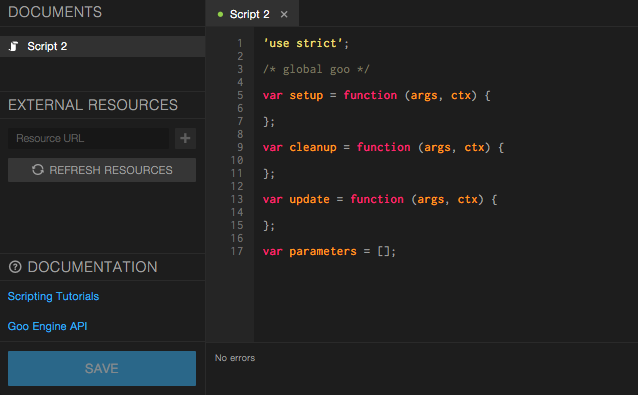 DOCUMENTS
Script 2
EXTERNAL RESOURCES
Resource URL
+
REFRESH RESOURCES
? DOCUMENTATION
Scripting Tutorials
Goo Engine API
SAVE
Script 2 ×
1 'use strict';
2
3 /* global goo */
4
5 var setup = function (args, ctx) {
6
7 };
8
9 var cleanup = function (args, ctx) {
10
11 };
12
13 var update = function (args, ctx) {
14
15 };
16
17 var parameters = [];
No errors